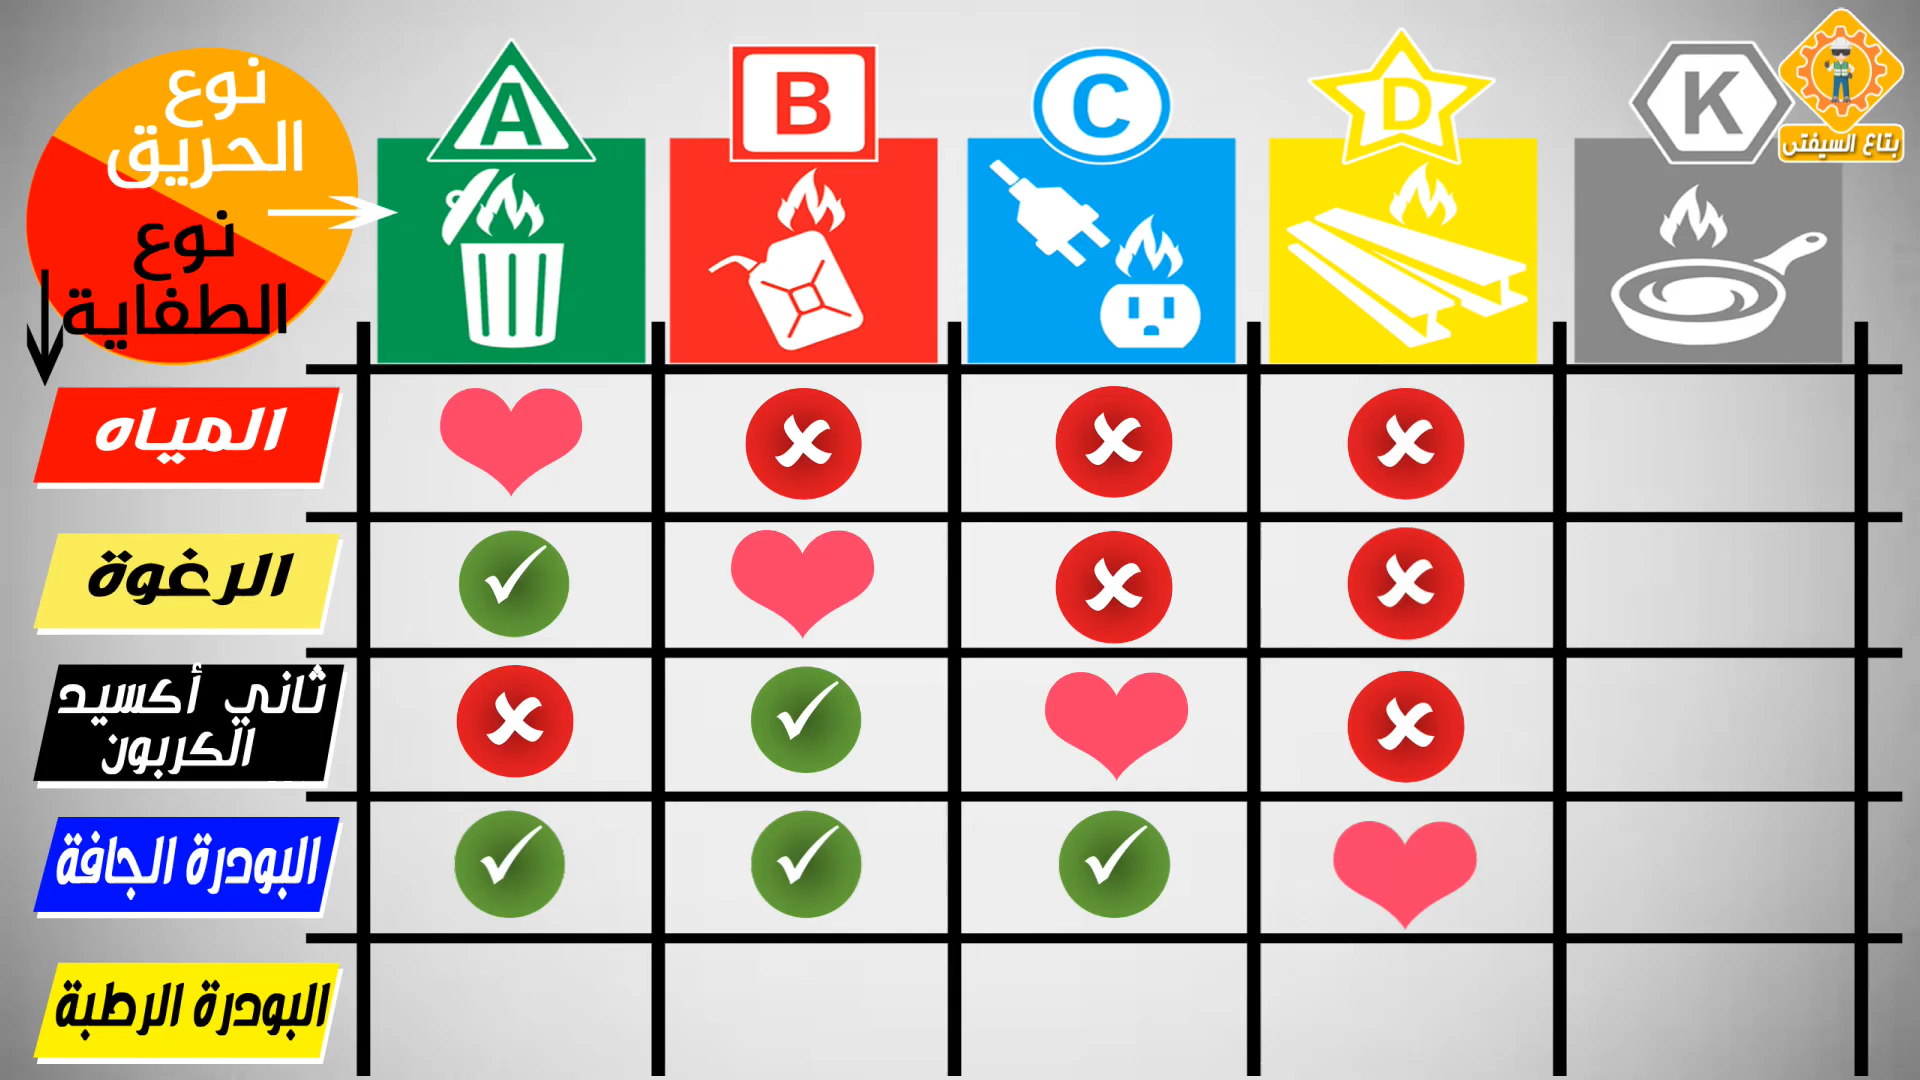 نوع
الحريق
نوع
الطفاية
A
B
C
D
K
بتاع السيفتى
المياه
الرغوة
ثاني أكسيد
الكربون
البودرة الجافة
البودرة الرطبة